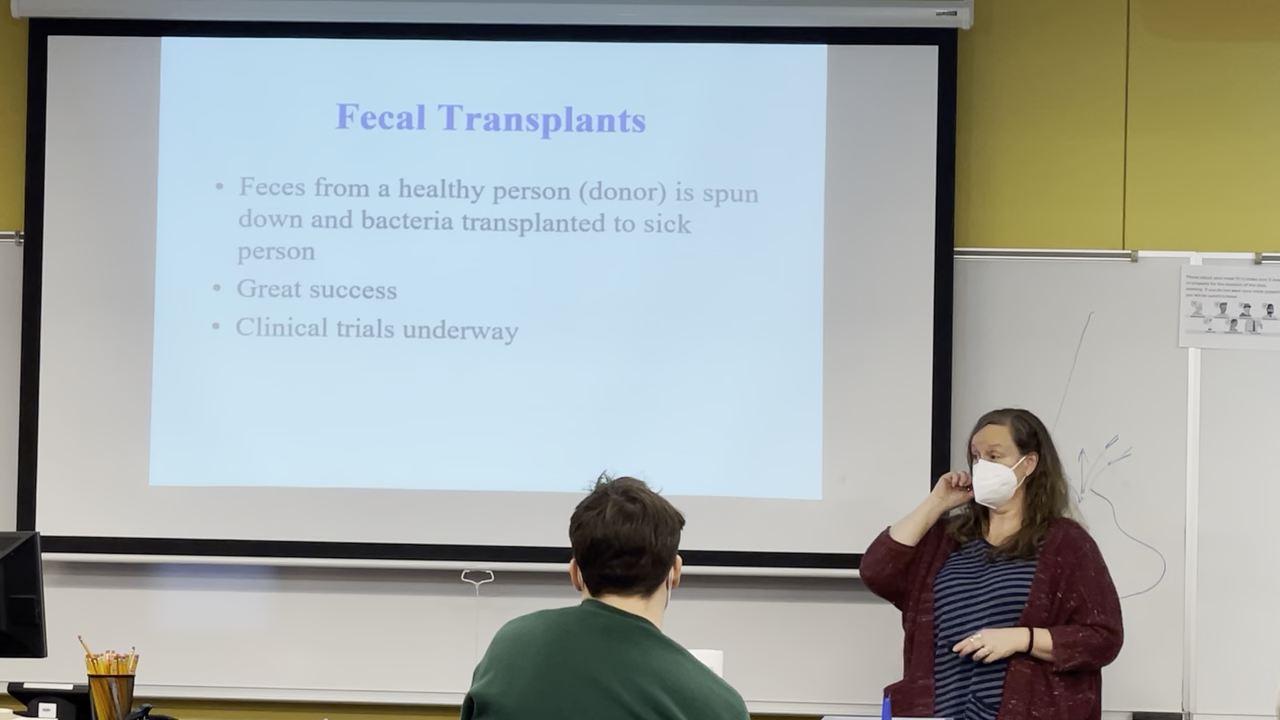 Fecal Transplants
• Feces from a healthy person (donor) is spun
down and bacteria transplanted to sick
person
• Great success
• Clinical trials underway